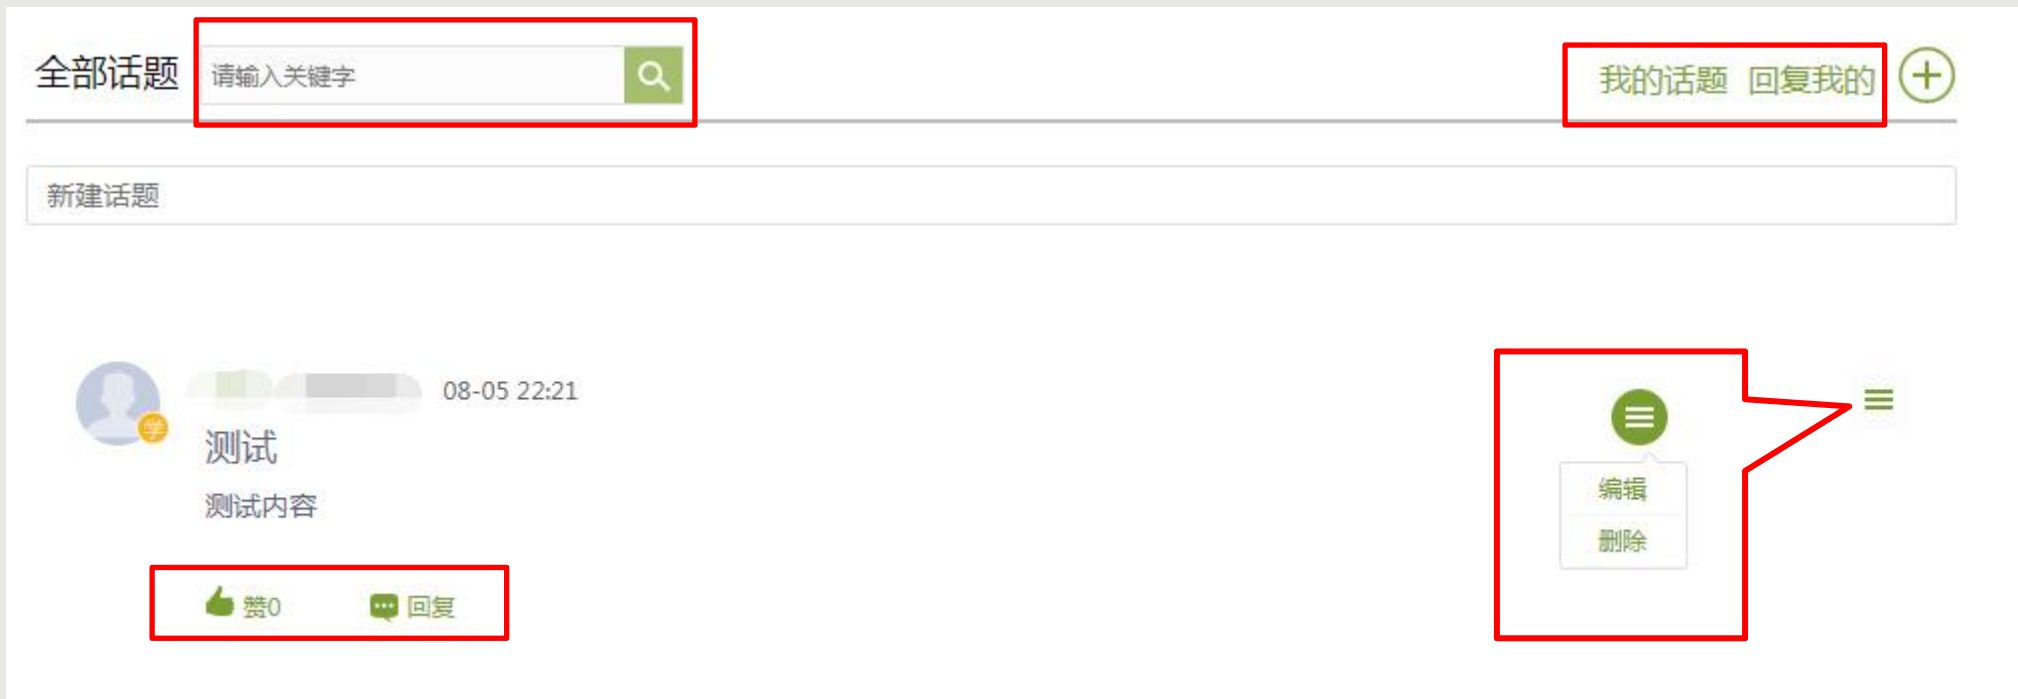 全部话题 请输入关键字 我的话题 回复我的
新建话题
08-05 22:21
学
测试
测试内容
编辑
删除
赞0 回复